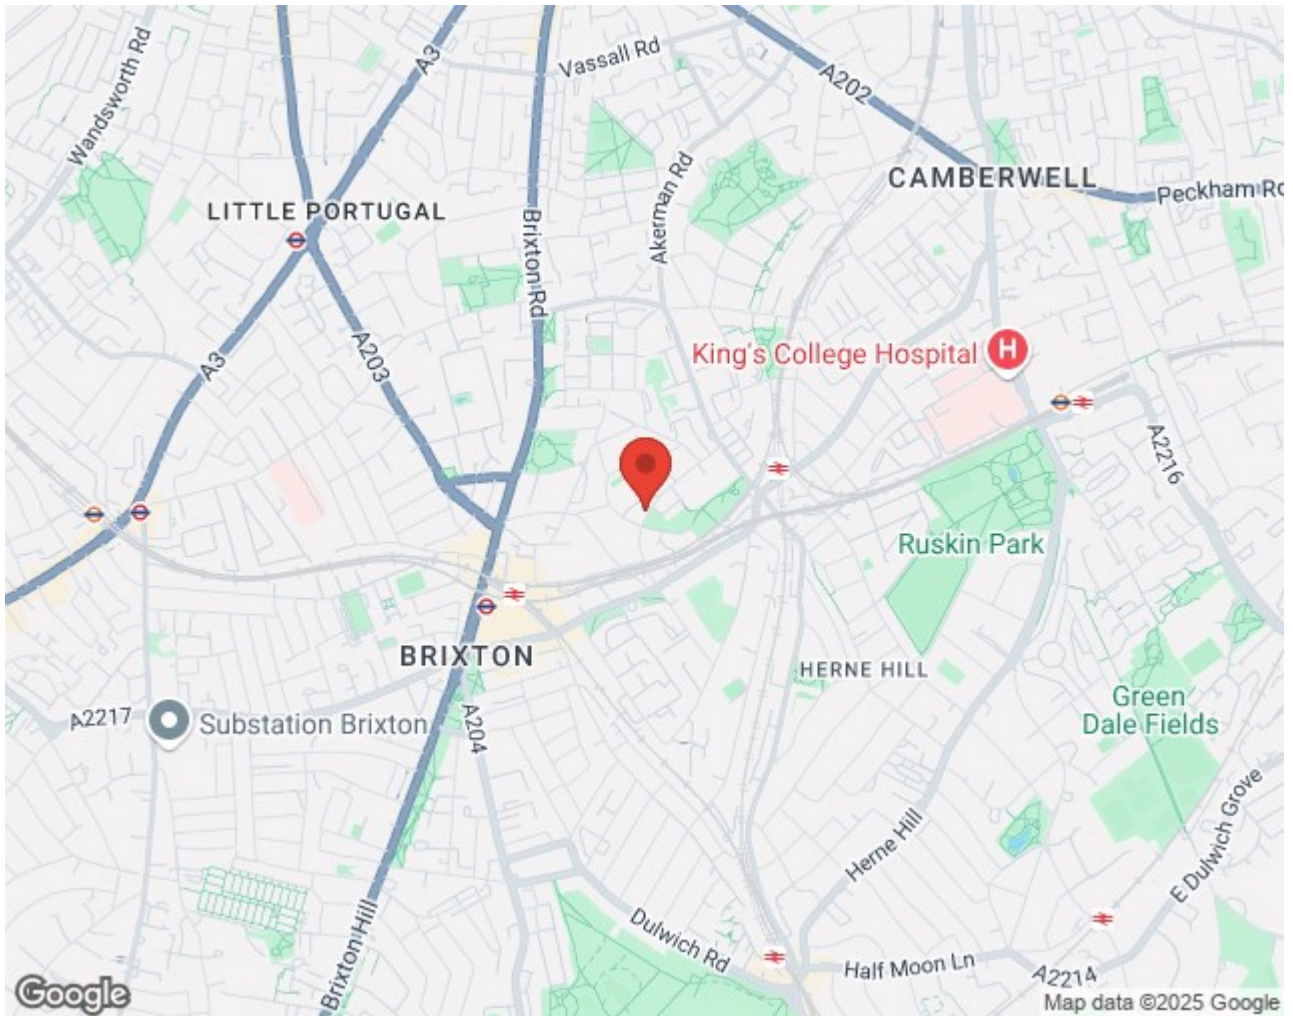 Wandsworth Rd
A3
Vassall Rd
A202
CAMBERWELL
Peckham Rd
LITTLE PORTUGAL
Akerman Rd
Brixton Rd
A3
A203
King's College Hospital
H
A2216
Ruskin Park
BRIXTON
HERNE HILL
Green
Dale Fields
A2217
Substation Brixton
A204
Herne Hill
E Dulwich Grove
Brixton Hill
Dulwich Rd
Half Moon Ln
A2214
Google
Map data ©2025 Google